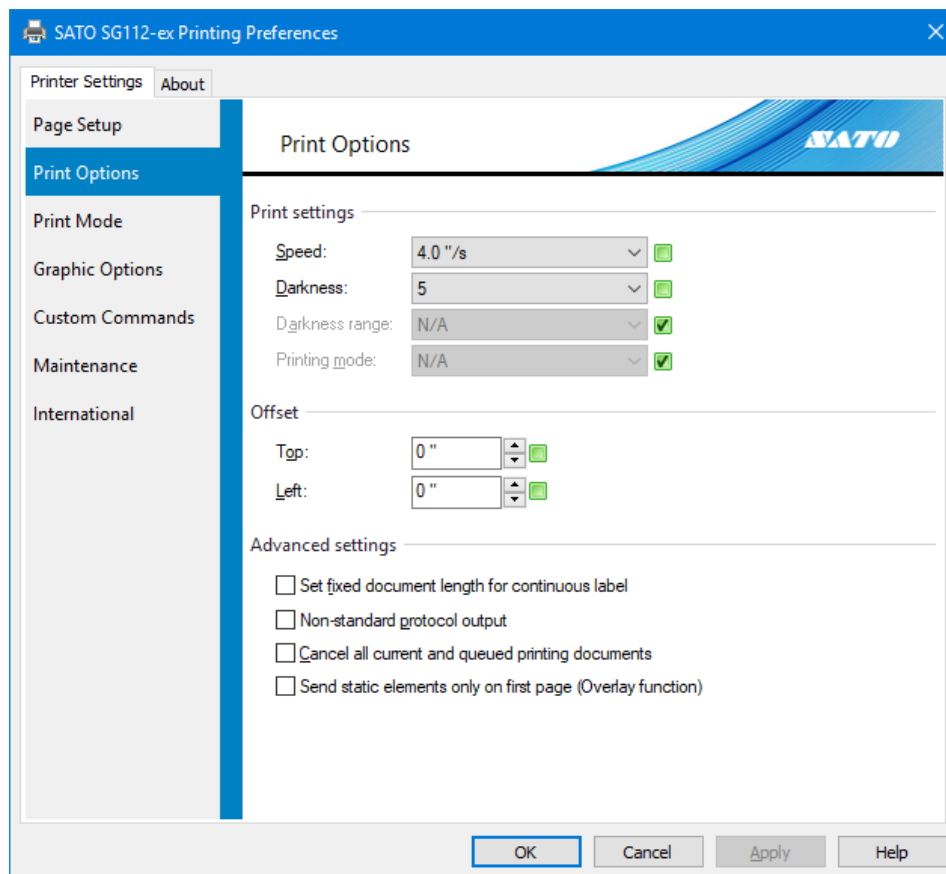 SATO SG112-ex Printing Preferences
Printer Settings
About
Page Setup
Print Options
Print Mode
Graphic Options
Custom Commands
Maintenance
International
Print Options
SATO
Print settings
Speed: 4.0 "/s
Darkness: 5
Darkness range: N/A
Printing mode: N/A
Offset
Top: 0 "
Left: 0 "
Advanced settings
Set fixed document length for continuous label
Non-standard protocol output
Cancel all current and queued printing documents
Send static elements only on first page (Overlay function)
OK Cancel Apply Help